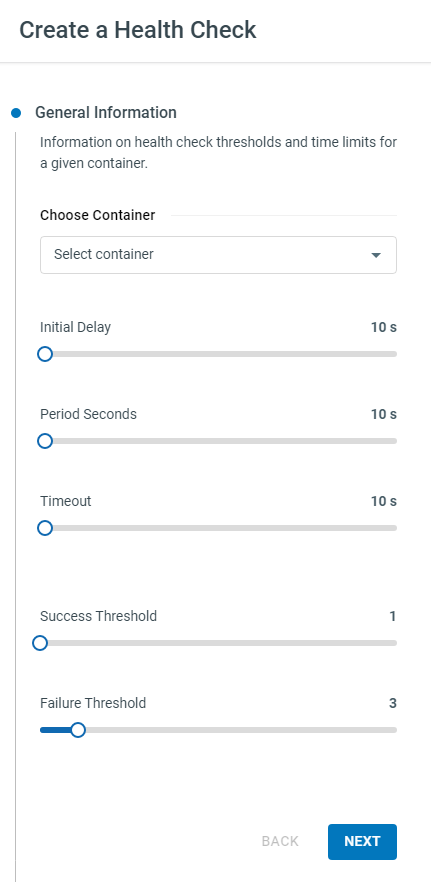 Create a Health Check
General Information
Information on health check thresholds and time limits for
a given container.
Choose Container
Select container
Initial Delay 10 s
Period Seconds 10 s
Timeout 10 s
Success Threshold 1
Failure Threshold 3
BACK NEXT